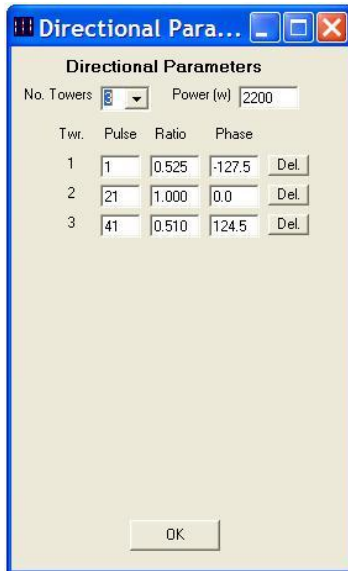 Directional Para...
Directional Parameters
No. Towers 3 Power (w) 2200
Twr. Pulse Ratio Phase
1 1 0.525 -127.5 Del.
2 21 1.000 0.0 Del.
3 41 0.510 124.5 Del.
OK